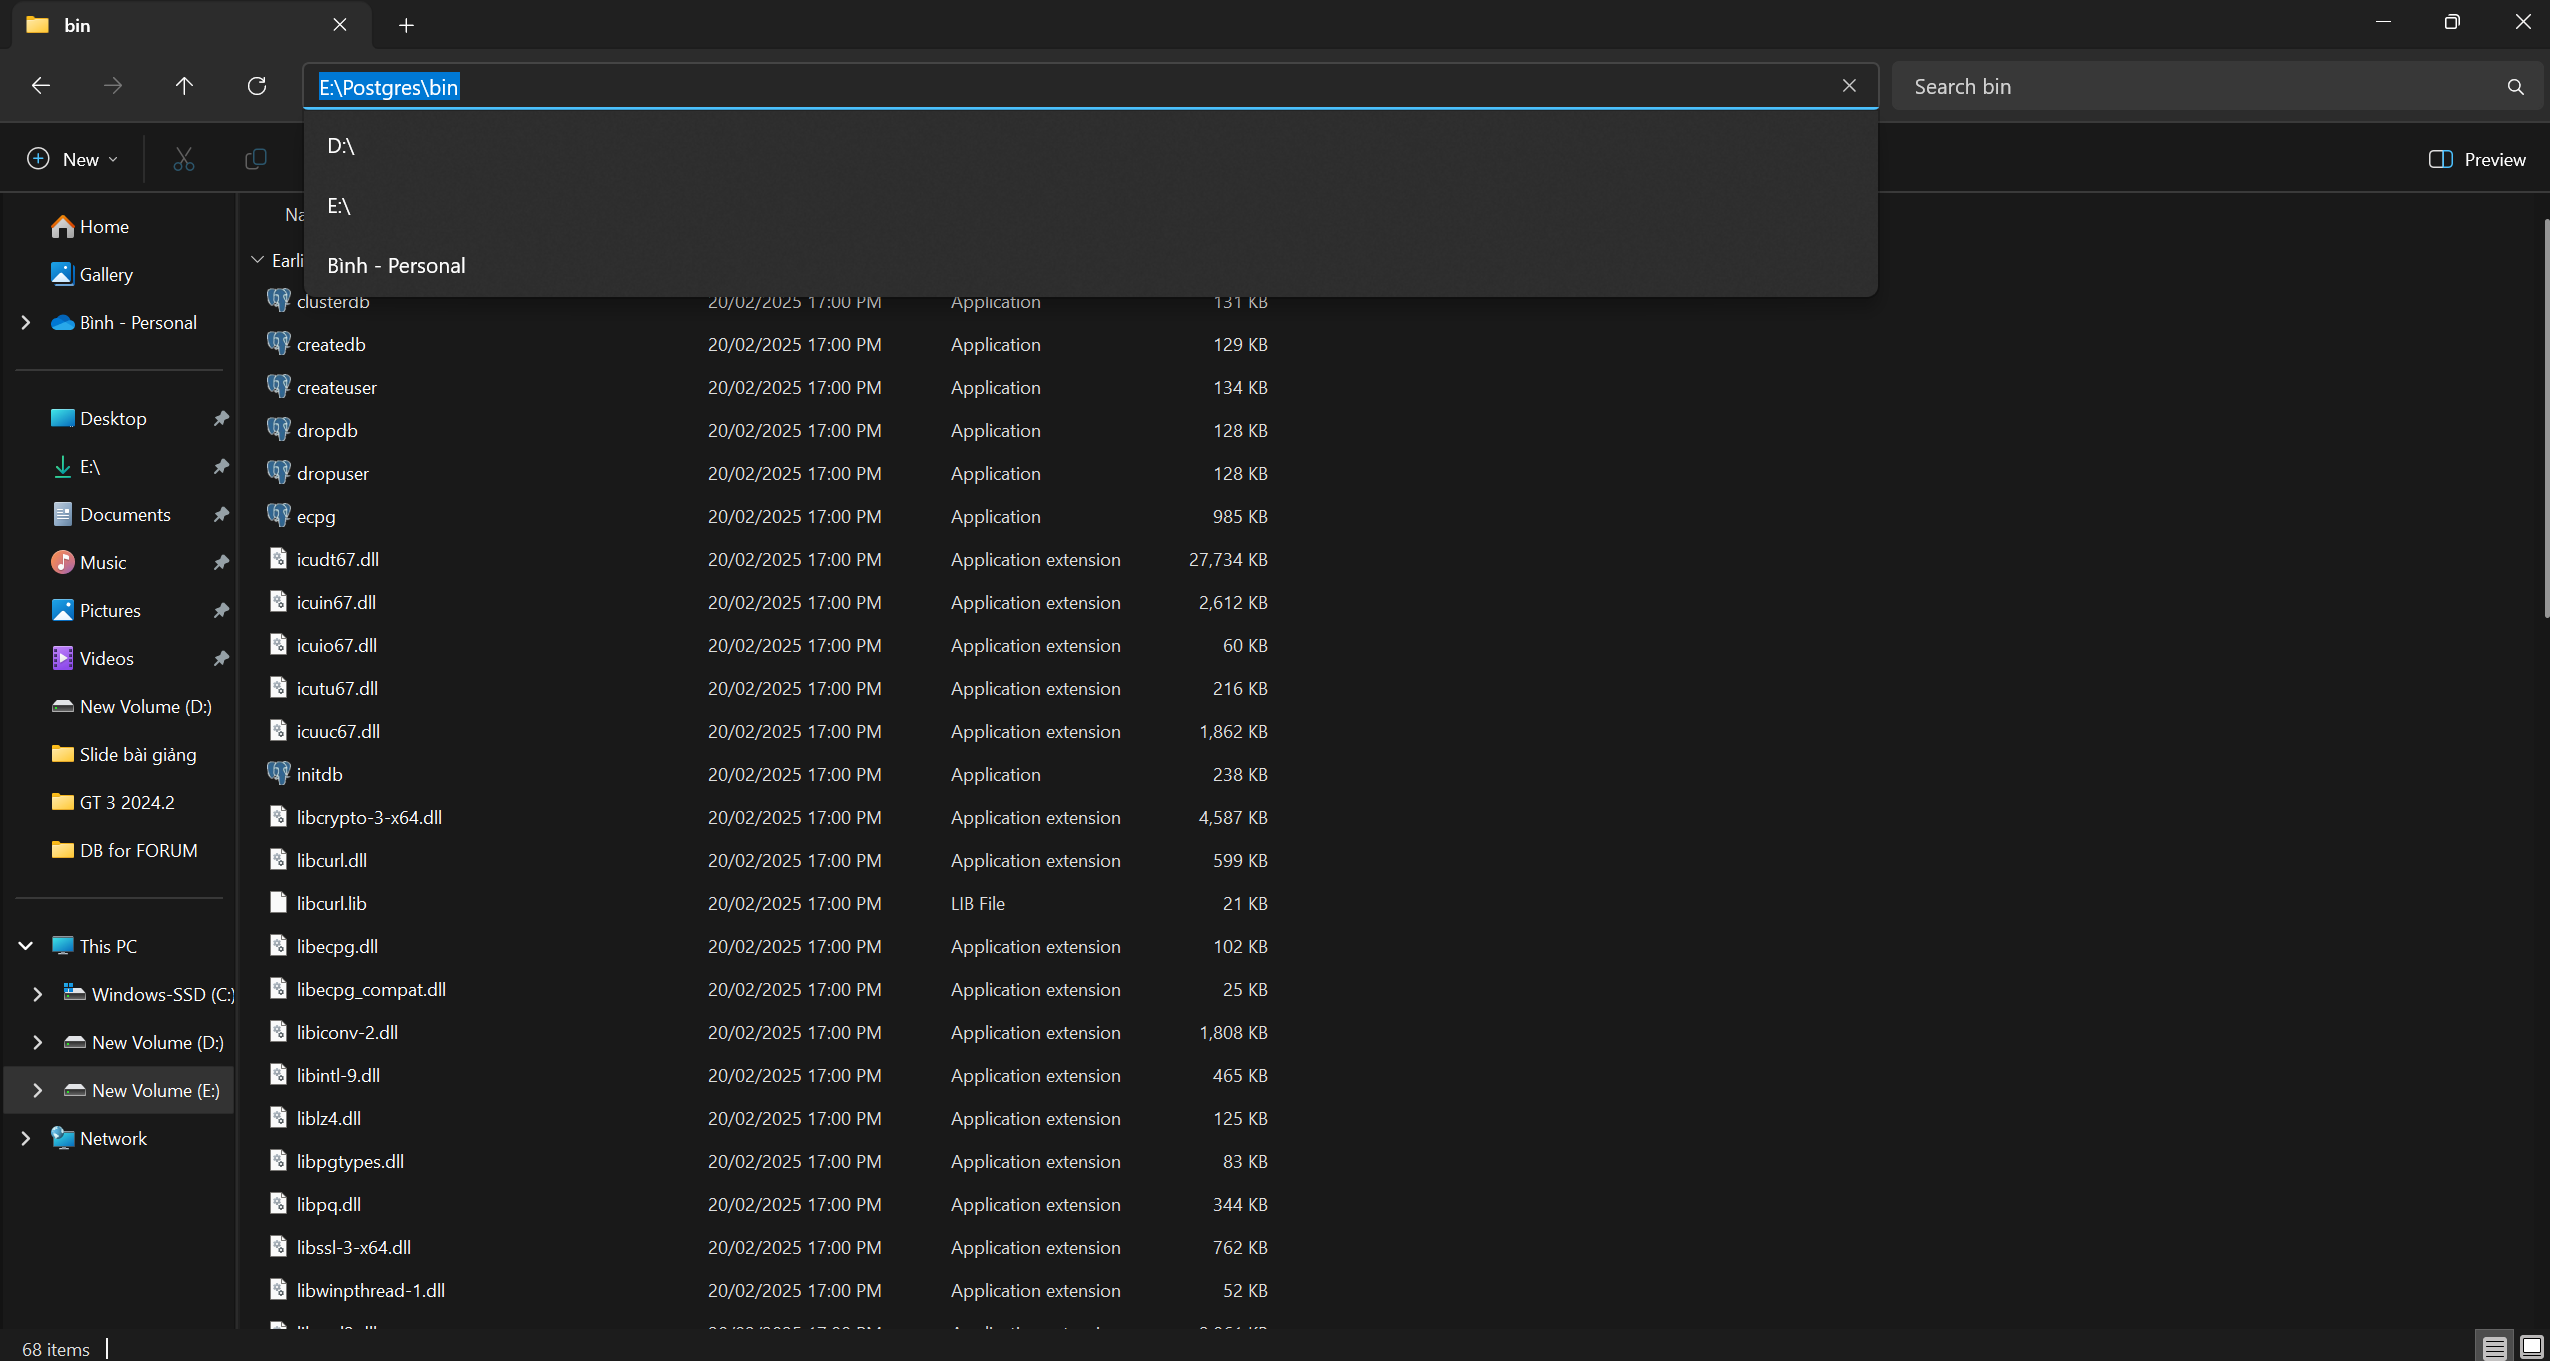 bin
E:\Postgres\bin
Search bin
D:\
E:\
Bình - Personal
New
Preview
Home
Gallery
Bình - Personal
Desktop
E:\
Documents
Music
Pictures
Videos
New Volume (D:)
Slide bài giảng
GT 3 2024.2
DB for FORUM
This PC
Windows-SSD (C:)
New Volume (D:)
New Volume (E:)
Network
Na
Earli
clusterdb 20/02/2025 17:00 PM Application 131 KB
createdb 20/02/2025 17:00 PM Application 129 KB
createuser 20/02/2025 17:00 PM Application 134 KB
dropdb 20/02/2025 17:00 PM Application 128 KB
dropuser 20/02/2025 17:00 PM Application 128 KB
ecpg 20/02/2025 17:00 PM Application 985 KB
icudt67.dll 20/02/2025 17:00 PM Application extension 27,734 KB
icuin67.dll 20/02/2025 17:00 PM Application extension 2,612 KB
icuio67.dll 20/02/2025 17:00 PM Application extension 60 KB
icutu67.dll 20/02/2025 17:00 PM Application extension 216 KB
icuuc67.dll 20/02/2025 17:00 PM Application extension 1,862 KB
initdb 20/02/2025 17:00 PM Application 238 KB
libcrypto-3-x64.dll 20/02/2025 17:00 PM Application extension 4,587 KB
libcurl.dll 20/02/2025 17:00 PM Application extension 599 KB
libcurl.lib 20/02/2025 17:00 PM LIB File 21 KB
libecpg.dll 20/02/2025 17:00 PM Application extension 102 KB
libecpg_compat.dll 20/02/2025 17:00 PM Application extension 25 KB
libiconv-2.dll 20/02/2025 17:00 PM Application extension 1,808 KB
libintl-9.dll 20/02/2025 17:00 PM Application extension 465 KB
liblz4.dll 20/02/2025 17:00 PM Application extension 125 KB
libpgtypes.dll 20/02/2025 17:00 PM Application extension 83 KB
libpq.dll 20/02/2025 17:00 PM Application extension 344 KB
libssl-3-x64.dll 20/02/2025 17:00 PM Application extension 762 KB
libwinpthread-1.dll 20/02/2025 17:00 PM Application extension 52 KB
68 items